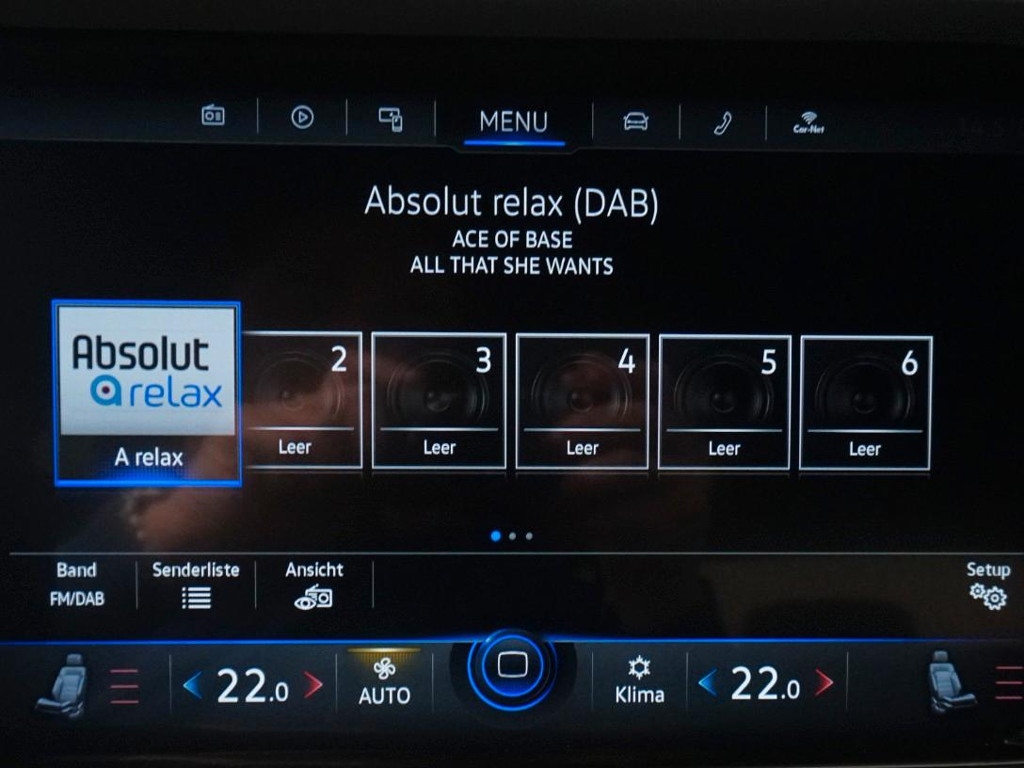 MENU
Car-Net
Absolut relax (DAB)
ACE OF BASE
ALL THAT SHE WANTS
Absolut
relax
A relax
2
Leer
3
Leer
4
Leer
5
Leer
6
Leer
Band
FM/DAB
Senderliste
Ansicht
Setup
22.0
AUTO
Klima
22.0